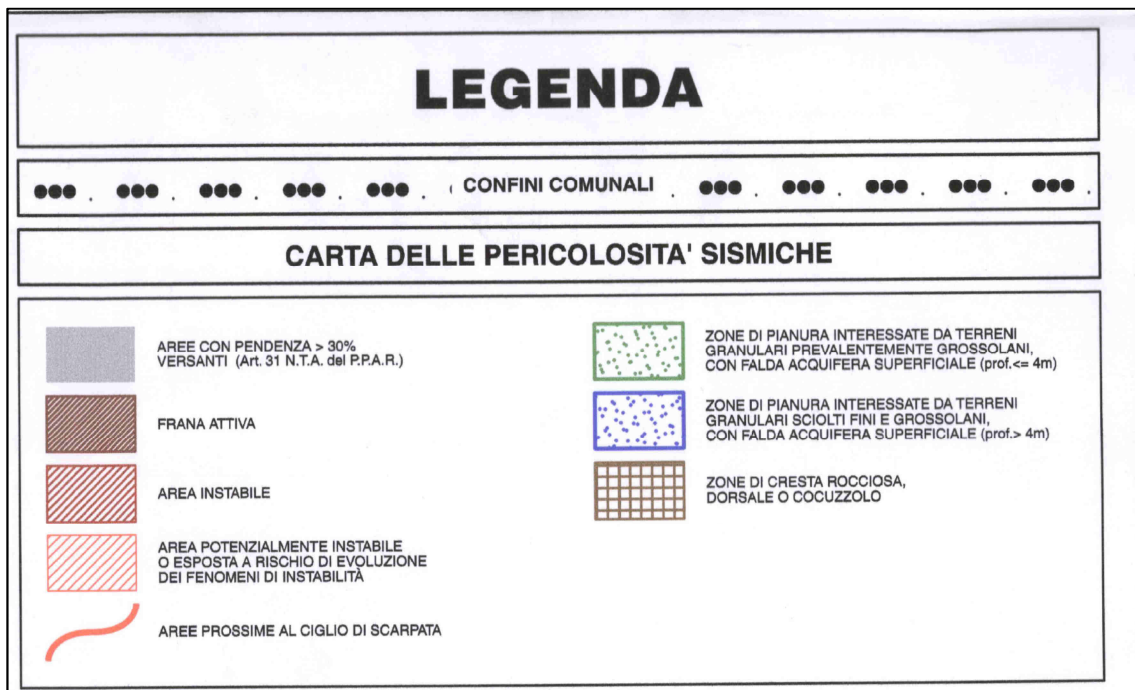 LEGENDA
CONFINI COMUNALI
CARTA DELLE PERICOLOSITA' SISMICHE
AREE CON PENDENZA > 30%
VERSANTI (Art. 31 N.T.A. del P.P.A.R.)
FRANA ATTIVA
AREA INSTABILE
AREA POTENZIALMENTE INSTABILE
O ESPOSTA A RISCHIO DI EVOLUZIONE
DEI FENOMENI DI INSTABILITÀ
AREE PROSSIME AL CIGLIO DI SCARPATA
ZONE DI PIANURA INTERESSATE DA TERRENI
GRANULARI PREVALENTEMENTE GROSSOLANI,
CON FALDA ACQUIFERA SUPERFICIALE (prof.<= 4m)
ZONE DI PIANURA INTERESSATE DA TERRENI
GRANULARI SCIOLTI FINI E GROSSOLANI,
CON FALDA ACQUIFERA SUPERFICIALE (prof.> 4m)
ZONE DI CRESTA ROCCIOSA,
DORSALE O COCUZZOLO